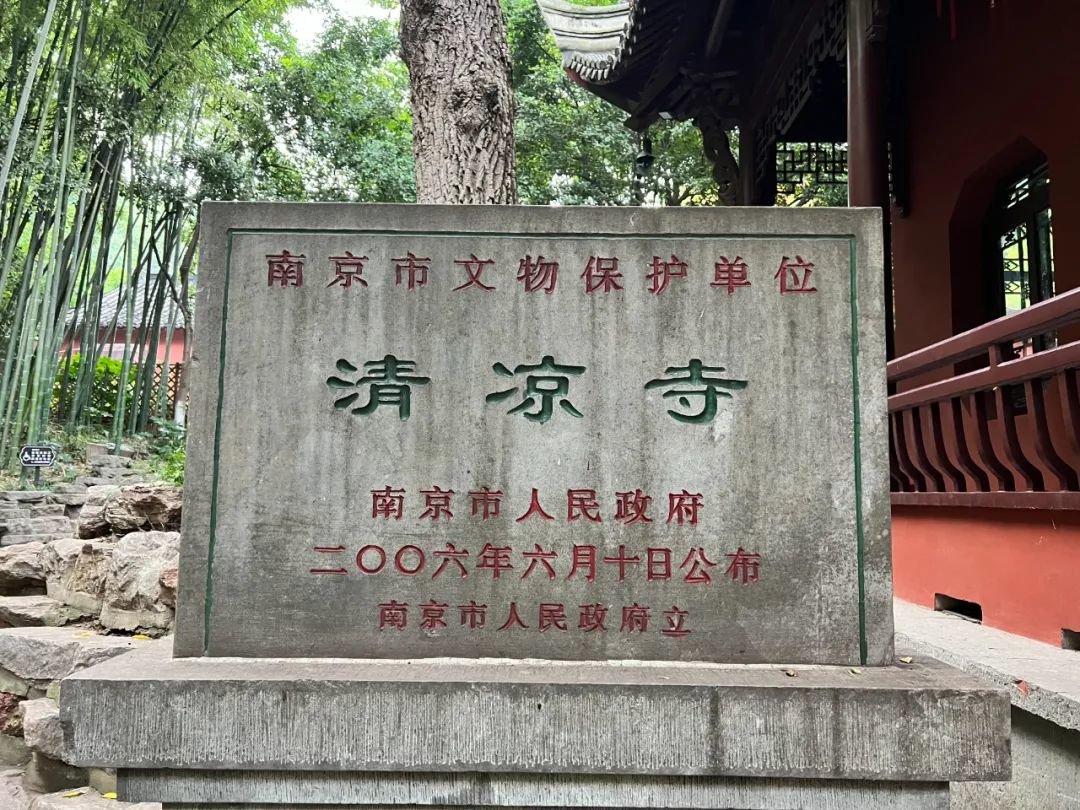 南京市文物保护单位
清凉寺
南京市人民政府
二〇〇六年六月十日公布
南京市人民政府立